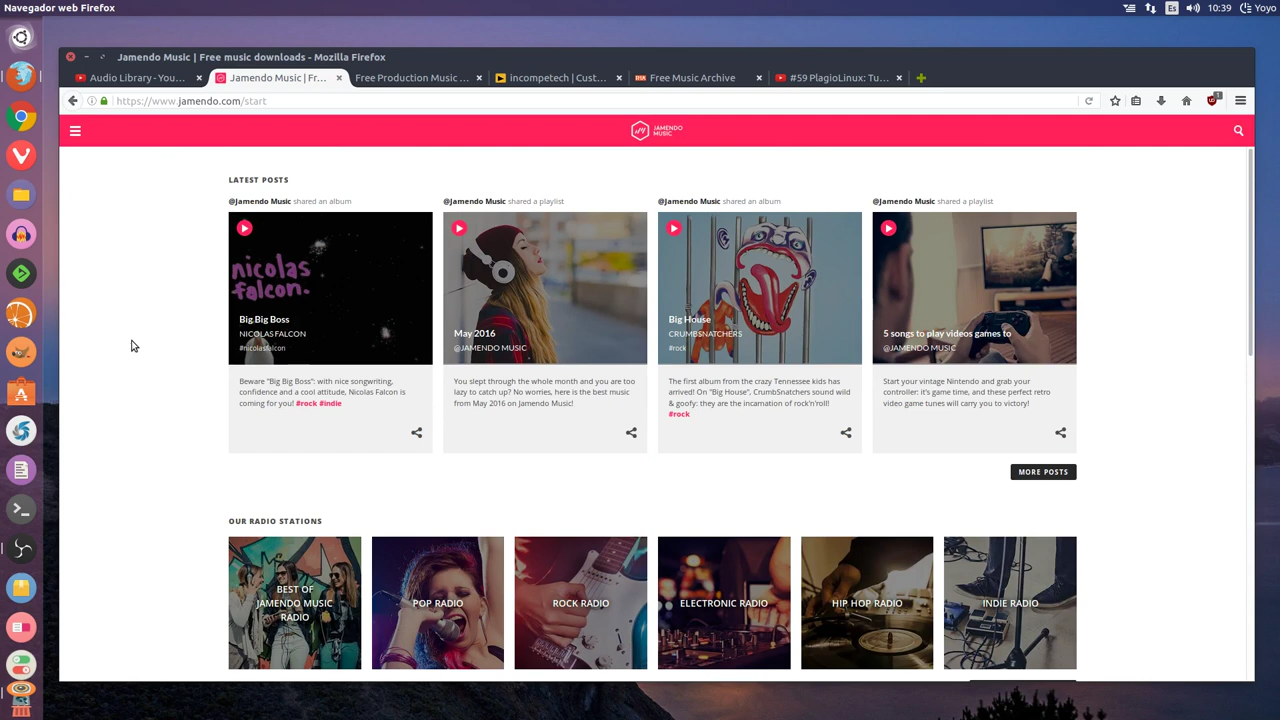 Navegador web Firefox
Es
10:39
Yoyo
Jamendo Music | Free music downloads - Mozilla Firefox
Audio Library - You...
Jamendo Music | Fr...
Free Production Music ...
incompetech | Cust...
Free Music Archive
#59 PlagioLinux: Tu...
https://www.jamendo.com/start
1
JAMENDO
MUSIC
LATEST POSTS
@Jamendo Music shared an album
@Jamendo Music shared a playlist
@Jamendo Music shared an album
@Jamendo Music shared a playlist
nicolas
falcon.
Big Big Boss
NICOLAS FALCON
#nicolasfalcon
May 2016
@JAMENDO MUSIC
Big House
CRUMBSNATCHERS
#rock
5 songs to play videos games to
@JAMENDO MUSIC
Beware "Big Big Boss": with nice songwriting,
confidence and a cool attitude, Nicolas Falcon is
coming for you! #rock #indie
You slept through the whole month and you are too
lazy to catch up? No worries, here is the best music
from May 2016 on Jamendo Music!
The first album from the crazy Tennessee kids has
arrived! On "Big House", CrumbSnatchers sound wild
& goofy: they are the incarnation of rock'n'roll!
#rock
Start your vintage Nintendo and grab your
controller: it's game time, and these perfect retro
video game tunes will carry you to victory!
MORE POSTS
OUR RADIO STATIONS
BEST OF
JAMENDO MUSIC
RADIO
POP RADIO
ROCK RADIO
ELECTRONIC RADIO
HIP HOP RADIO
INDIE RADIO